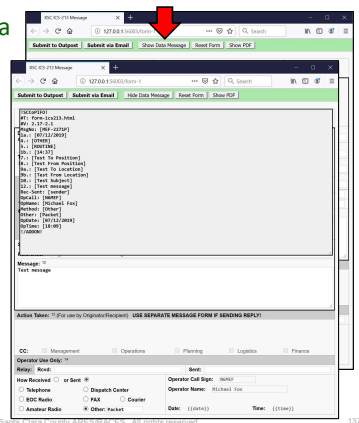 a
XSC ICS-213 Message
127.0.0.1:56003/form-1
Search
Submit to Outpost Submit via Email Show Data Message Reset Form Show PDF
XSC ICS-213 Message
127.0.0.1:56003/form-1
Search
Submit to Outpost Submit via Email Hide Data Message Reset Form Show PDF
!SCCoPIFO!
#T: form-ics213.html
#V: 2.17-2.1
MsgNo: [MEF-2271P]
1a.: [07/12/2019]
4.: [OTHER]
5.: [ROUTINE]
1b.: [14:37]
7.: [Test To Position]
8.: [Test From Position]
9a.: [Test To Location]
9b.: [Test From Location]
10.: [Test Subject]
12.: [Test message]
Rec-Sent: [sender]
OpCall: [N6MEF]
OpName: [Michael Fox]
Method: [Other]
Other: [Packet]
OpDate: [07/12/2019]
OpTime: [18:09]
!/ADDON!
Message: 12
Test message
Action Taken: 13 (For use by Originator/Recipient) USE SEPARATE MESSAGE FORM IF SENDING REPLY!
CC: Management Operations Planning Logistics Finance
Operator Use Only: 14
Relay: Rcvd: Sent:
How Received or Sent Operator Call Sign: N6MEF
Telephone Dispatch Center Operator Name: Michael Fox
EOC Radio FAX Courier
Amateur Radio Other: Packet Date: {{date}} Time: {{time}}
Santa Clara County ARES/RACES. All rights reserved. 137